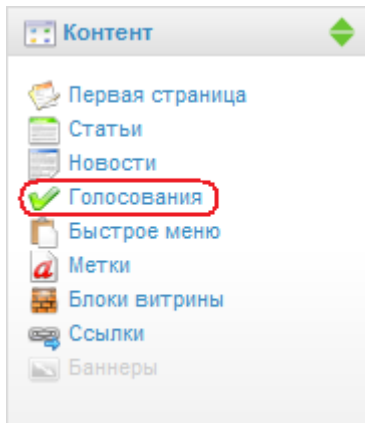 Контент
Первая страница
Статьи
Новости
Голосования
Быстрое меню
Метки
Блоки витрины
Ссылки
Баннеры